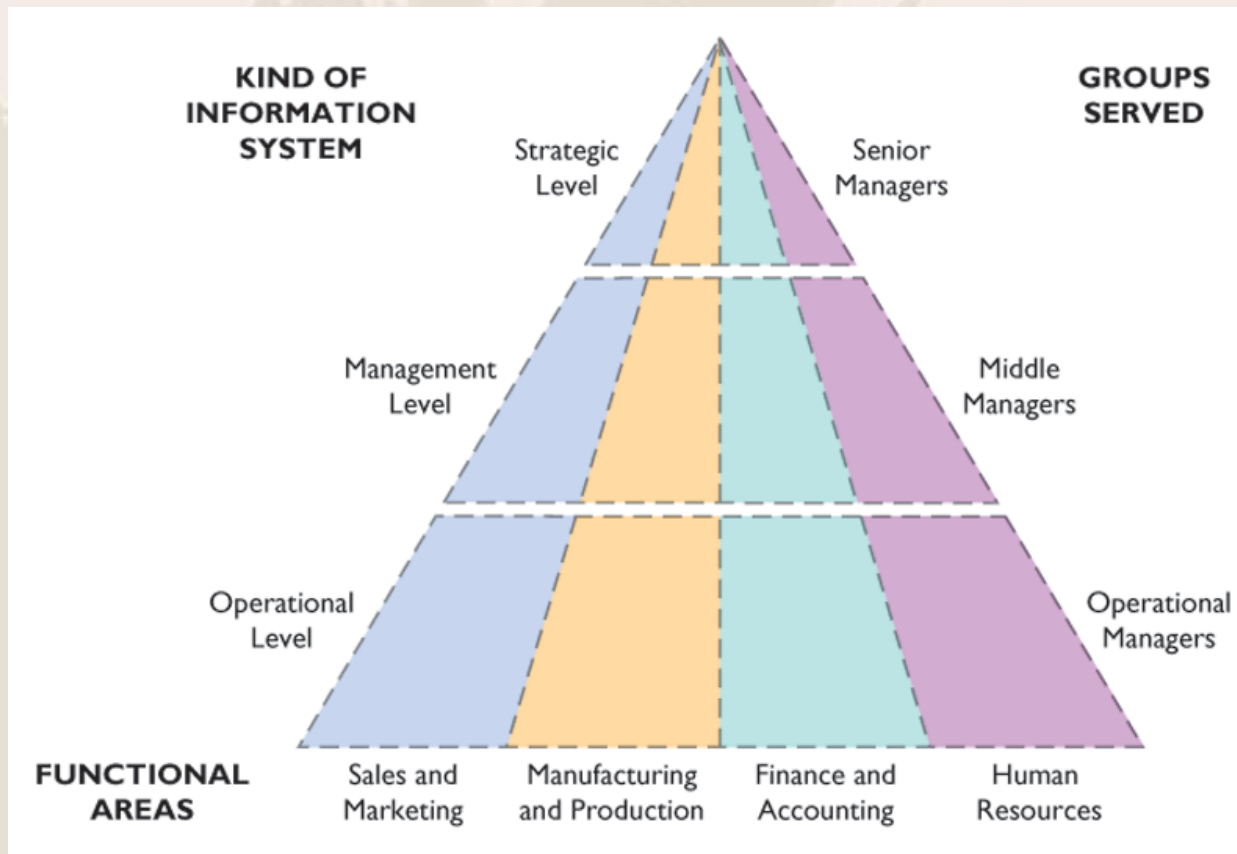 KIND OF
INFORMATION
SYSTEM
GROUPS
SERVED
Strategic
Level
Senior
Managers
Management
Level
Middle
Managers
Operational
Level
Operational
Managers
FUNCTIONAL
AREAS
Sales and
Marketing
Manufacturing
and Production
Finance and
Accounting
Human
Resources